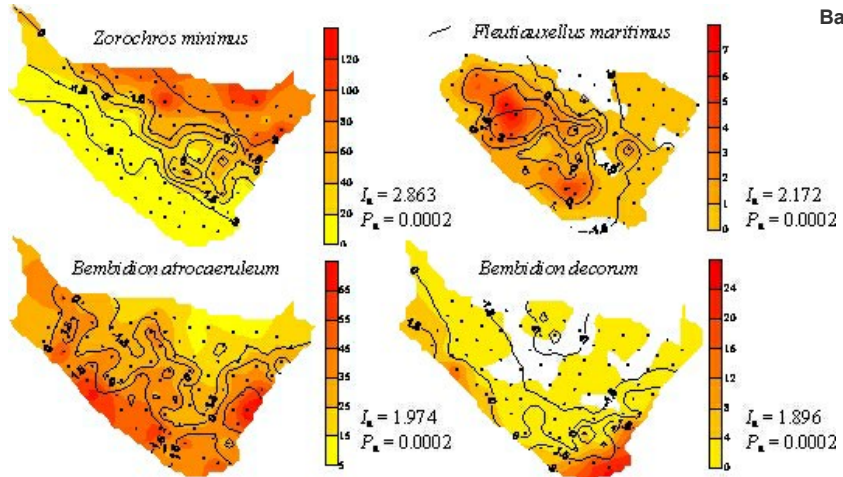 Ba
Zorochros minimus
Fleutiauxellus maritimus
120
100
80
60
40
20
0
7
6
5
4
3
2
1
0
Iₐ = 2.863
Pₐ = 0.0002
Iₐ = 2.172
Pₐ = 0.0002
Bembidion atrocaeruleum
Bembidion decorum
65
55
45
35
25
15
5
24
20
16
12
8
4
0
Iₐ = 1.974
Pₐ = 0.0002
Iₐ = 1.896
Pₐ = 0.0002